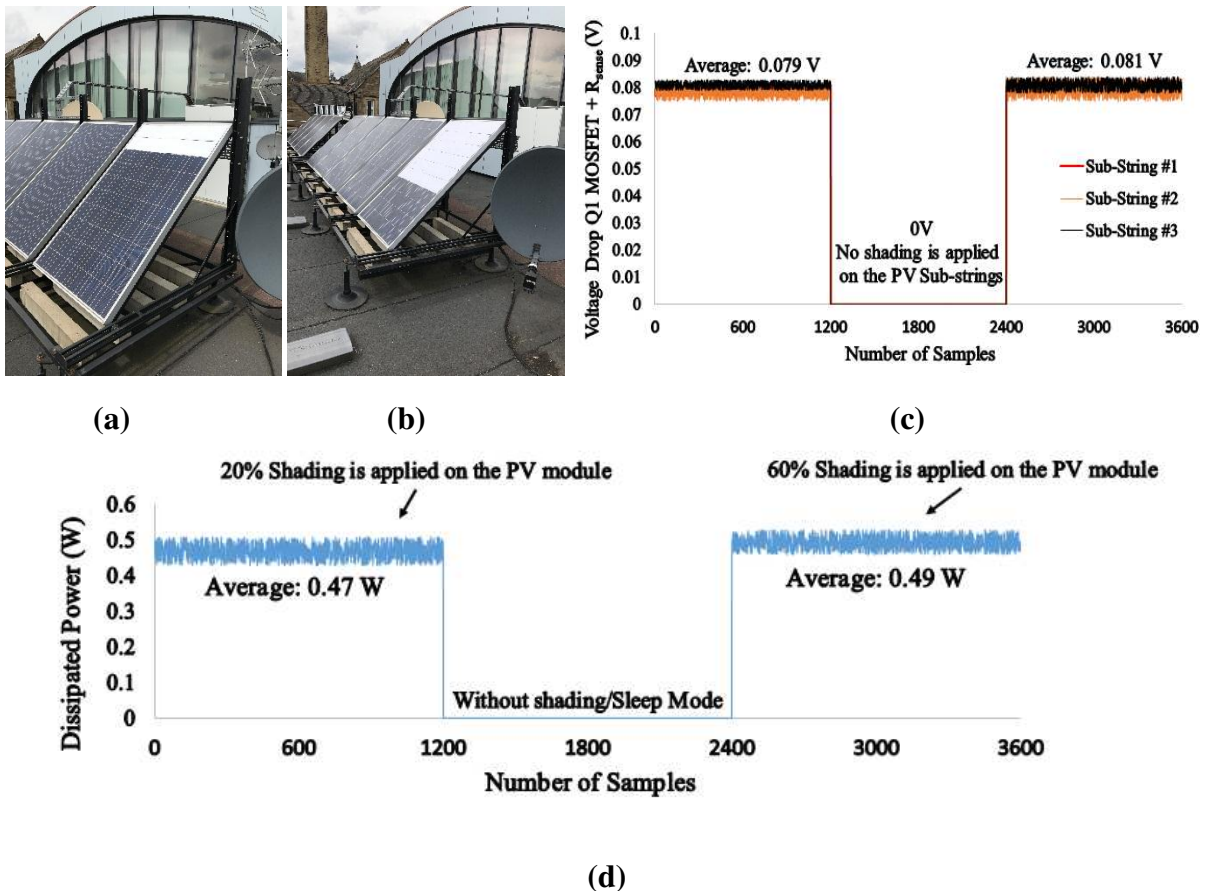 (a)
(b)
0.1
0.09
0.08
0.07
0.06
0.05
0.04
0.03
0.02
0.01
0
Voltage Drop Q1 MOSFET + Rsense (V)
Average: 0.079 V
Average: 0.081 V
0V
No shading is applied
on the PV Sub-strings
Sub-String #1
Sub-String #2
Sub-String #3
0 600 1200 1800 2400 3000 3600
Number of Samples
(c)
20% Shading is applied on the PV module
60% Shading is applied on the PV module
0.6
0.5
0.4
0.3
0.2
0.1
0
Dissipated Power (W)
Average: 0.47 W
Average: 0.49 W
Without shading/Sleep Mode
0 600 1200 1800 2400 3000 3600
Number of Samples
(d)